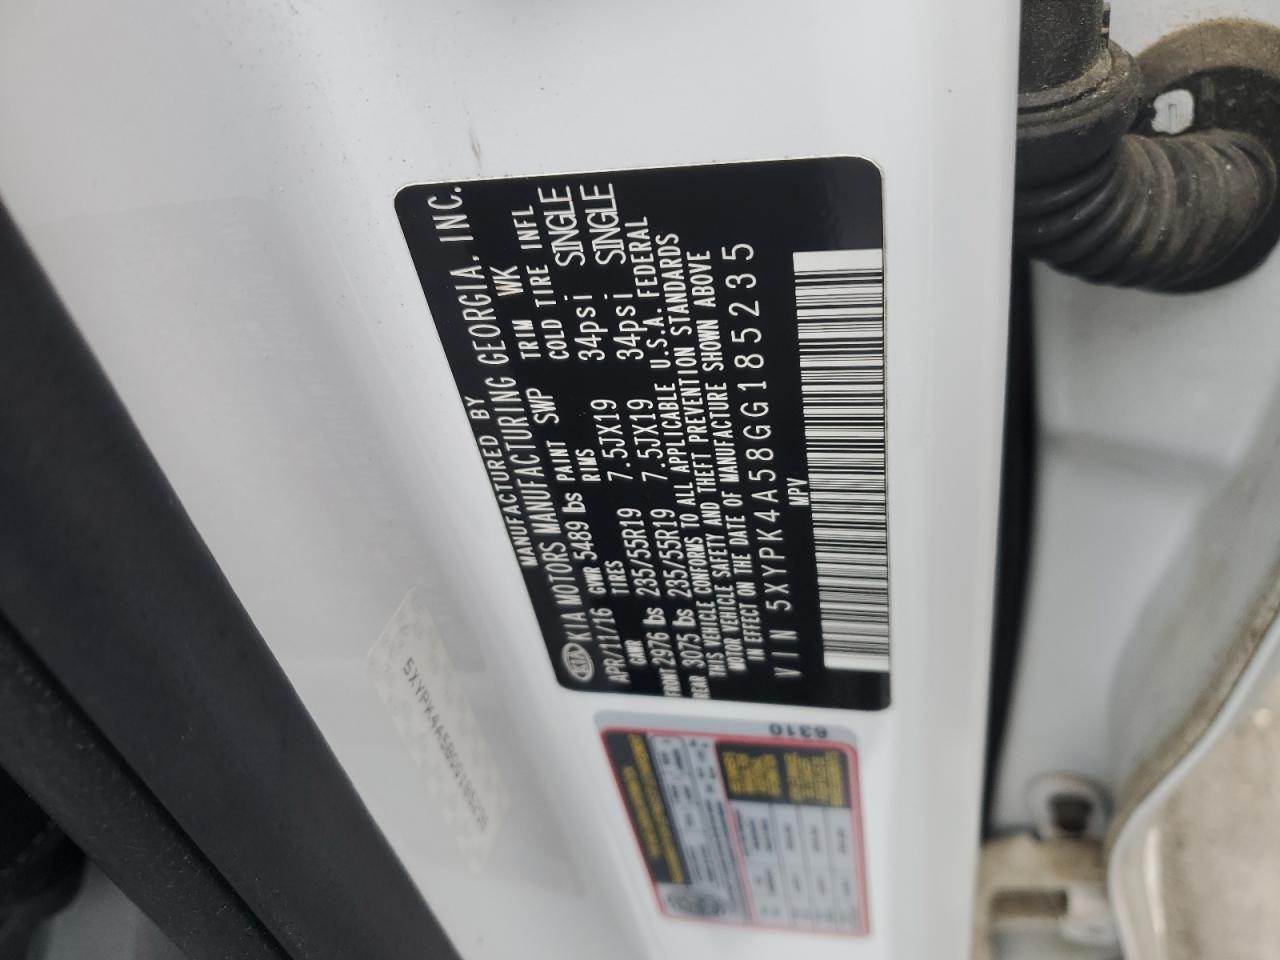 MANUFACTURED BY
KIA KIA MOTORS MANUFACTURING GEORGIA, INC.
APR/11/16 GVWR 5489 lbs PAINT SWP TRIM WK
GAWR TIRES RIMS COLD TIRE INFL
FRONT 2976 lbs 235/55R19 7.5JX19 34psi SINGLE
REAR 3075 lbs 235/55R19 7.5JX19 34psi SINGLE
THIS VEHICLE CONFORMS TO ALL APPLICABLE U.S.A. FEDERAL
MOTOR VEHICLE SAFETY AND THEFT PREVENTION STANDARDS
IN EFFECT ON THE DATE OF MANUFACTURE SHOWN ABOVE
VIN 5XYPK4A58GG185235
MPV
5XYPK4A58GG185235
6310